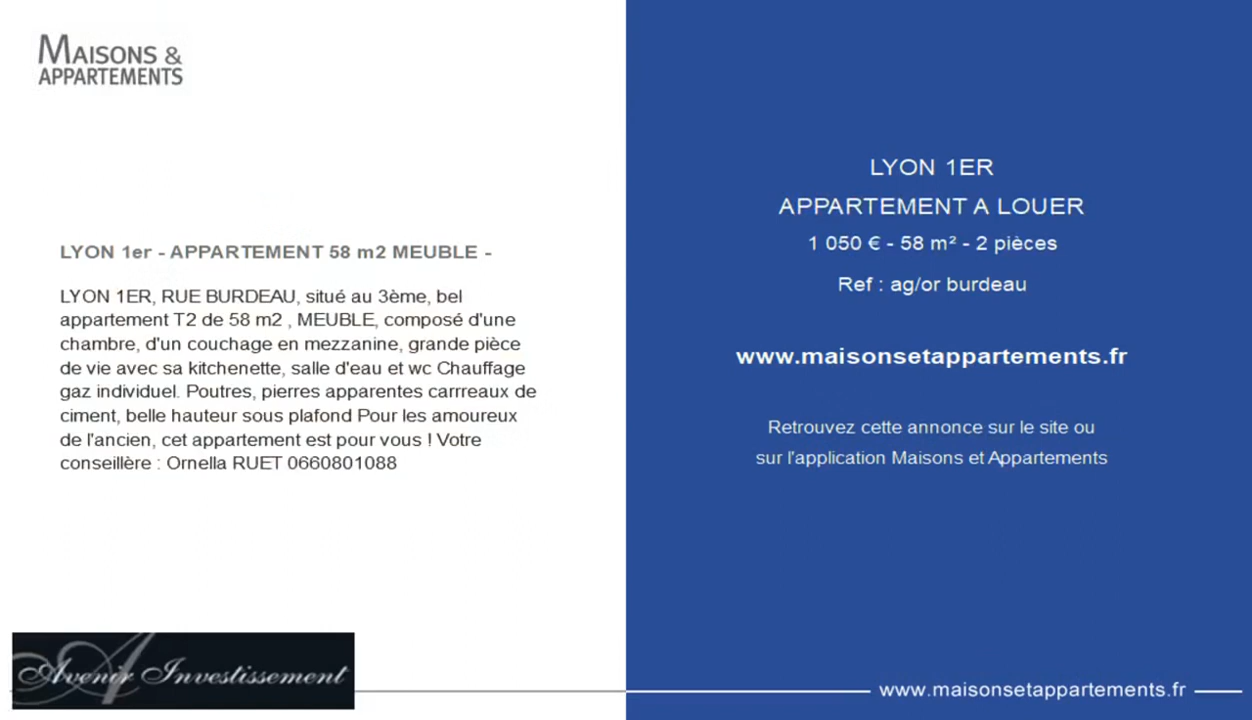 MAISONS &
APPARTEMENTS
LYON 1er - APPARTEMENT 58 m2 MEUBLE -
LYON 1ER, RUE BURDEAU, situé au 3ème, bel
appartement T2 de 58 m2 , MEUBLE, composé d'une
chambre, d'un couchage en mezzanine, grande pièce
de vie avec sa kitchenette, salle d'eau et wc Chauffage
gaz individuel. Poutres, pierres apparentes carrreaux de
ciment, belle hauteur sous plafond Pour les amoureux
de l'ancien, cet appartement est pour vous ! Votre
conseillère : Ornella RUET 0660801088
Avenir Investissement
LYON 1ER
APPARTEMENT A LOUER
1 050 € - 58 m² - 2 pièces
Ref : ag/or burdeau
www.maisonsetappartements.fr
Retrouvez cette annonce sur le site ou
sur l'application Maisons et Appartements
www.maisonsetappartements.fr